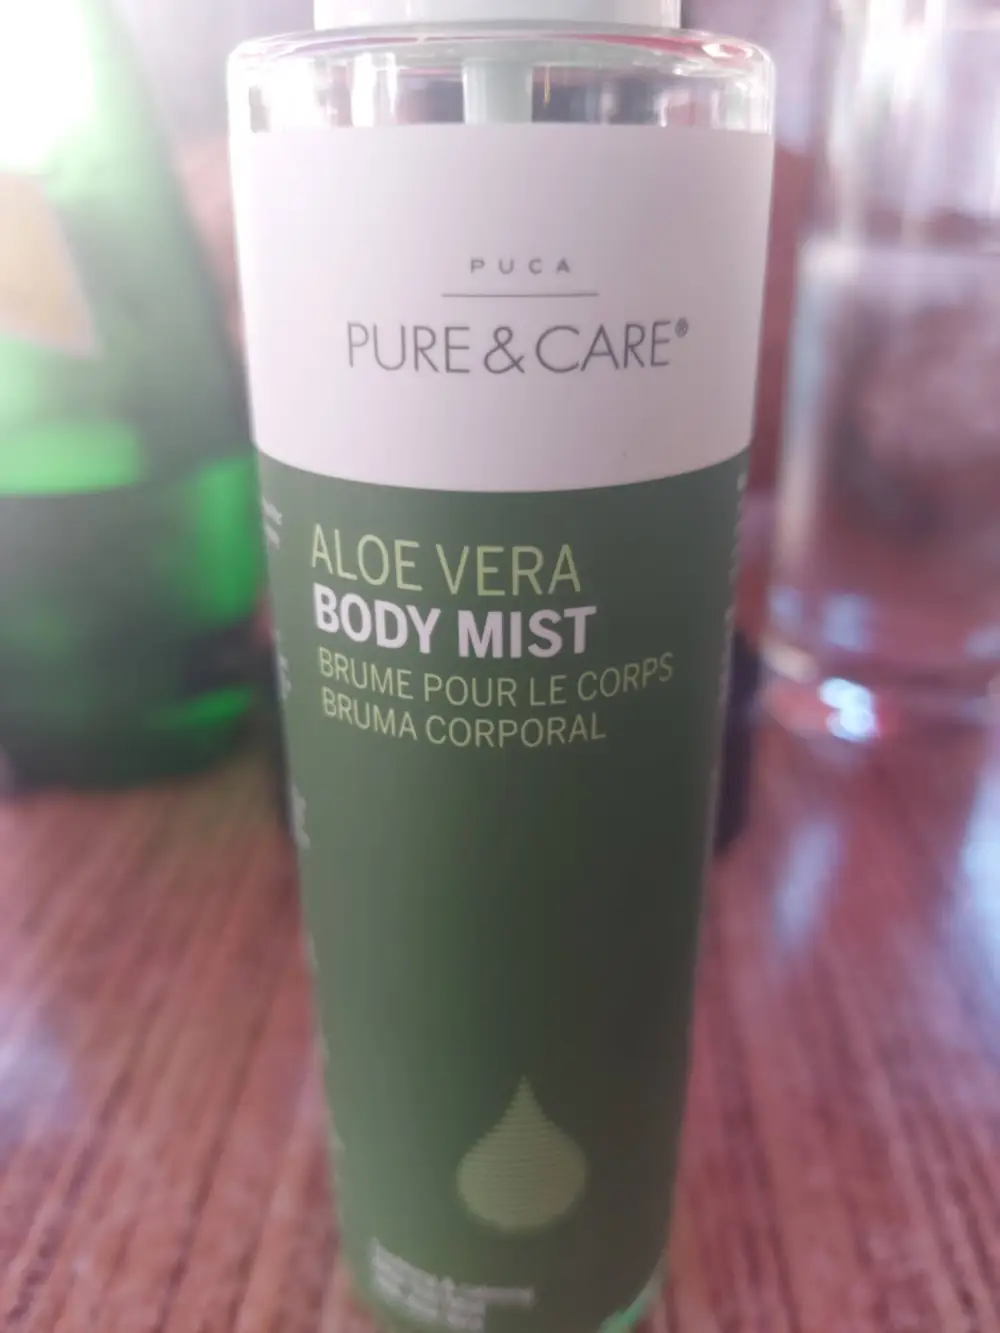 PUCA
PURE & CARE®
ALOE VERA
BODY MIST
BRUME POUR LE CORPS
BRUMA CORPORAL